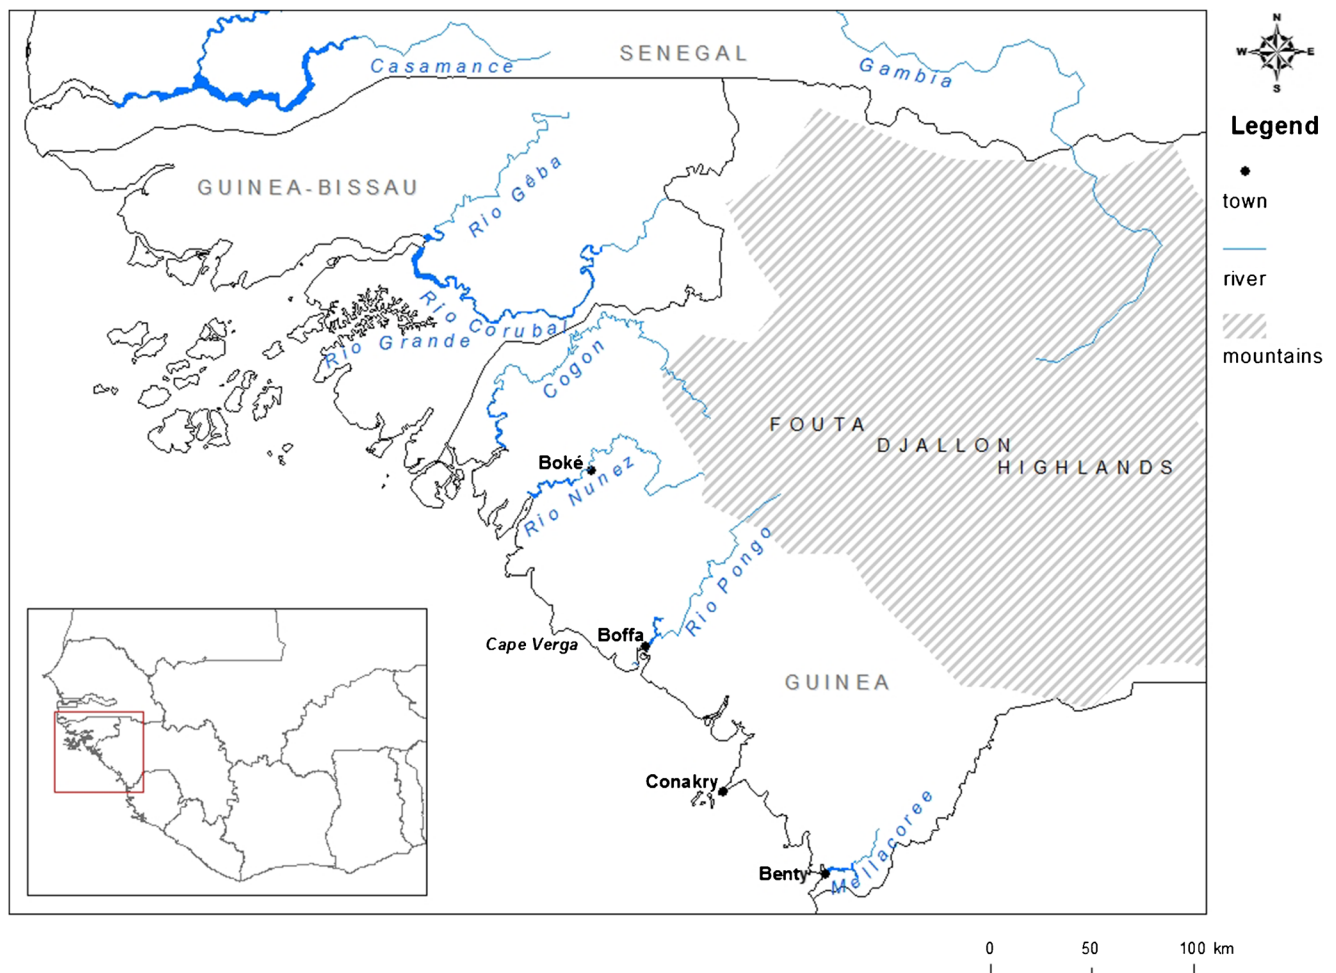 N
W E
S
Legend
town
river
mountains
SENEGAL
Casamance
Gambia
GUINEA-BISSAU
Rio Gêba
Rio Corubal
Rio Grande
Cogon
FOUTA
DJALLON
HIGHLANDS
Boké
Rio Nunez
Rio Pongo
Boffa
Cape Verga
GUINEA
Conakry
Mellacoree
Benty
0 50 100 km